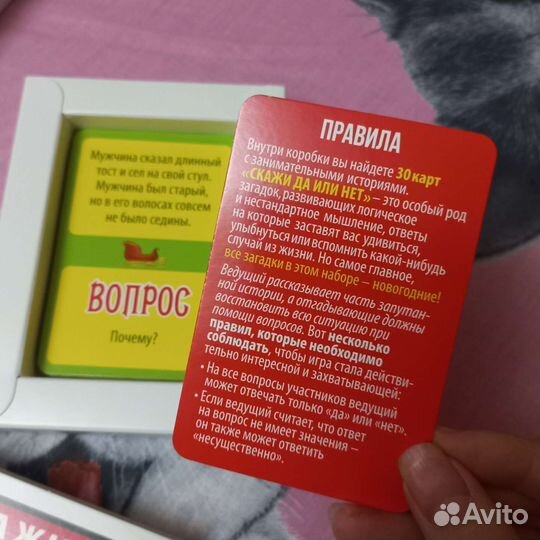 Мужчина сказал длинный
тост и сел на свой стул.
Мужчина был старый,
но в его волосах совсем
не было седины.
ВОПРОС
Почему?
ПРАВИЛА
Внутри коробки вы найдете 30 карт
с занимательными историями.
«СКАЖИ ДА ИЛИ НЕТ» – это особый род
загадок, развивающих логическое
и нестандартное мышление, ответы
на которые заставят вас удивиться,
улыбнуться или вспомнить какой-нибудь
случай из жизни. Но самое главное,
все загадки в этом наборе – новогодние!
Ведущий рассказывает часть запутан-
ной истории, а отгадывающие должны
восстановить всю ситуацию при
помощи вопросов. Вот несколько
правил, которые необходимо
соблюдать, чтобы игра стала действи-
тельно интересной и захватывающей:
• На все вопросы участников ведущий
может отвечать только «да» или «нет».
• Если ведущий считает, что ответ
на вопрос не имеет значения –
он также может ответить
«несущественно».
Avito